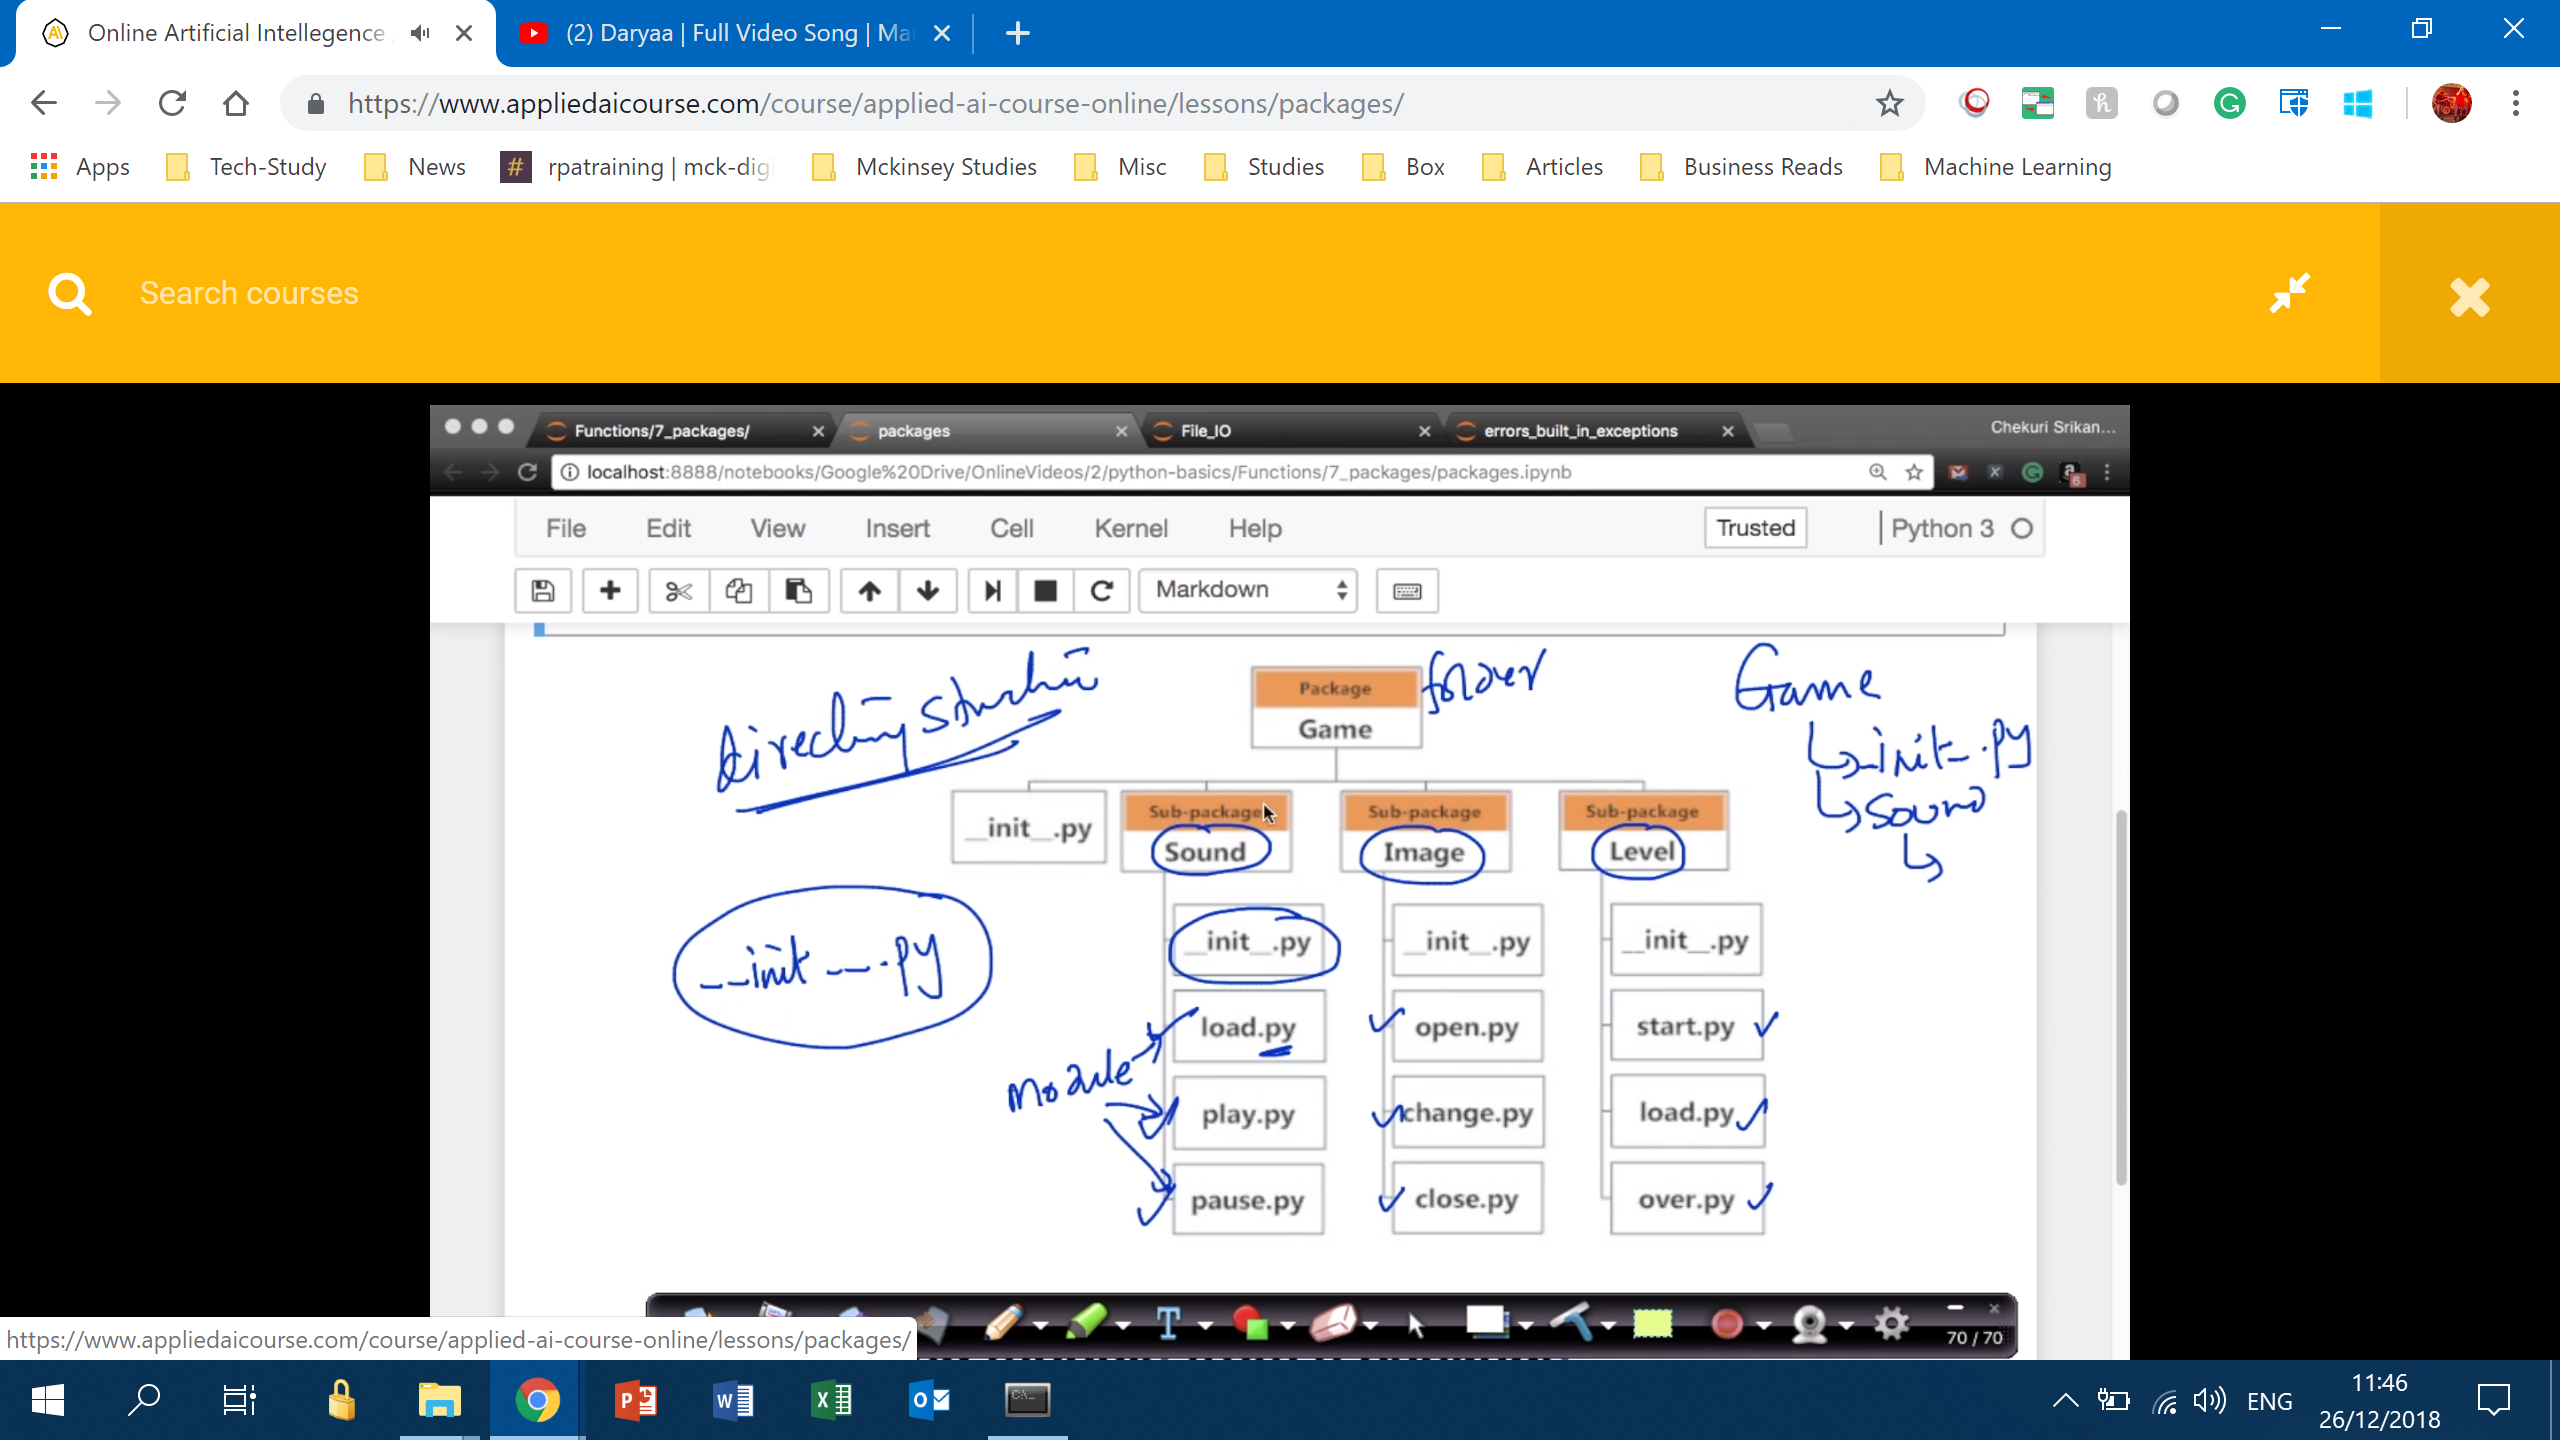 Online Artificial Intellegence
(2) Daryaa | Full Video Song | Ma
https://www.appliedaicourse.com/course/applied-ai-course-online/lessons/packages/
Apps Tech-Study News # rpatraining | mck-digi Mckinsey Studies Misc Studies Box Articles Business Reads Machine Learning
Search courses
Functions/7_packages/ packages File_IO errors_built_in_exceptions Chekuri Srikan...
localhost:8888/notebooks/Google%20Drive/OnlineVideos/2/python-basics/Functions/7_packages/packages.ipynb
File Edit View Insert Cell Kernel Help Trusted Python 3
Markdown
Package
Game
folder
Game
__init__.py
Sound
directory structure
__init__.py
Sub-package
Sound
Sub-package
Image
Sub-package
Level
__init__.py
__init__.py __init__.py __init__.py
load.py open.py start.py
module
play.py change.py load.py
pause.py close.py over.py
70 / 70
https://www.appliedaicourse.com/course/applied-ai-course-online/lessons/packages/
ENG
11:46
26/12/2018